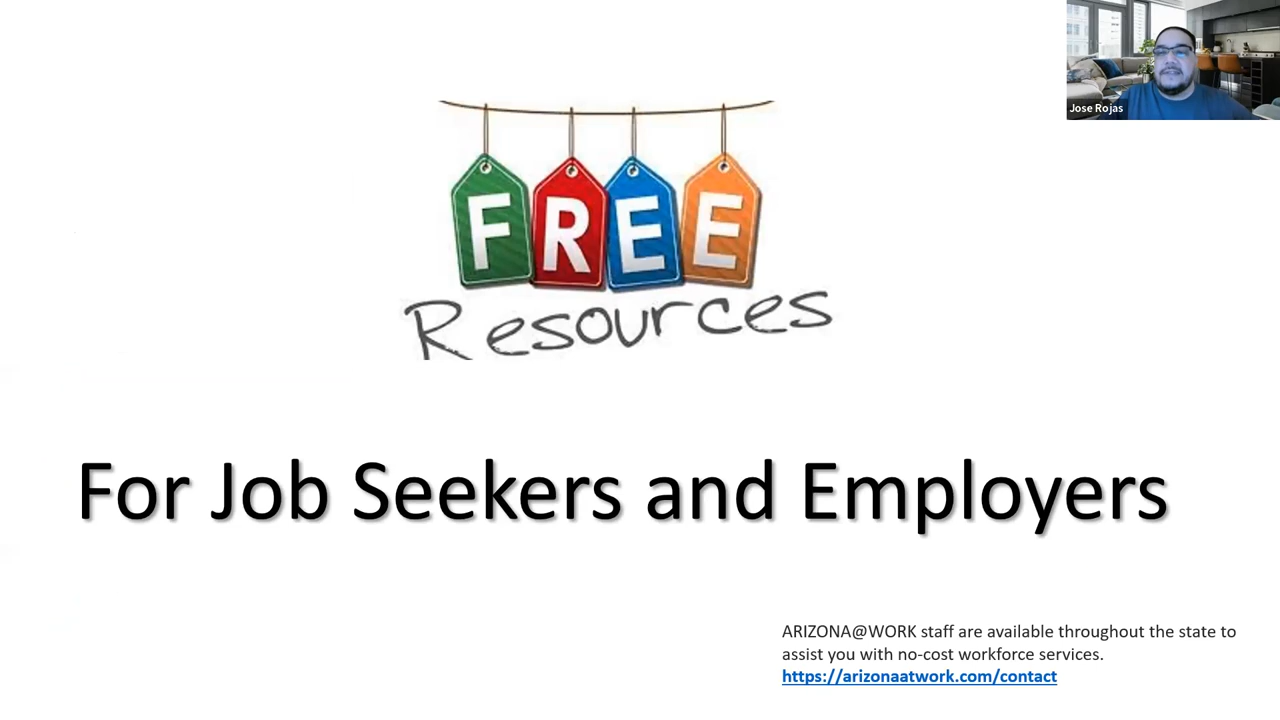 Jose Rojas
FREE
Resources
For Job Seekers and Employers
ARIZONA@WORK staff are available throughout the state to
assist you with no-cost workforce services.
https://arizonaatwork.com/contact